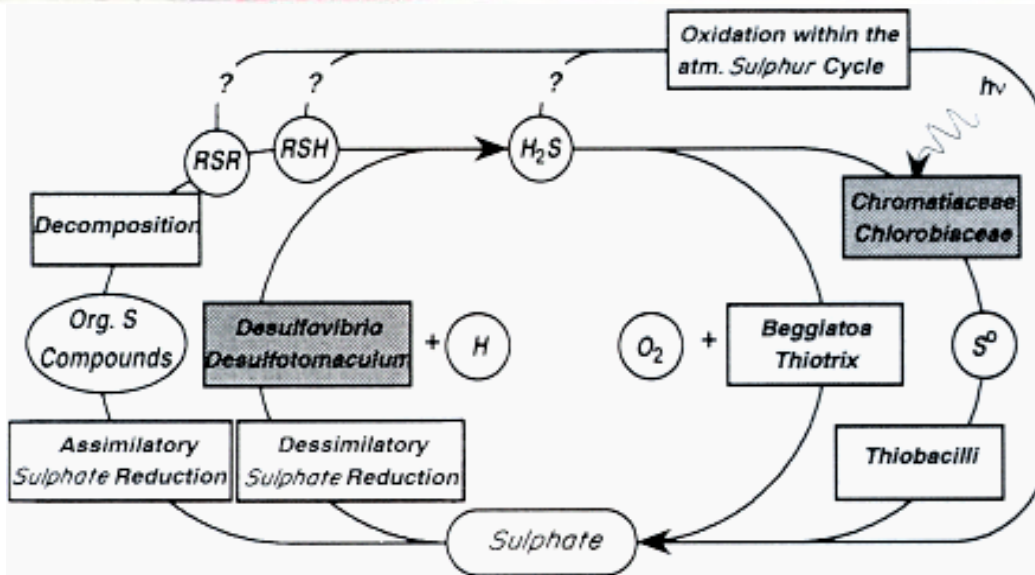 Oxidation within the
atm. Sulphur Cycle
hν
?
?
?
RSR
RSH
H₂S
Chromatiaceae
Chlorobiaceae
Decomposition
Org. S
Compounds
Desulfovibrio
Desulfotomaculum
+
H
O₂
+
Beggiatoa
Thiotrix
S⁰
Assimilatory
Sulphate Reduction
Dessimilatory
Sulphate Reduction
Thiobacilli
Sulphate